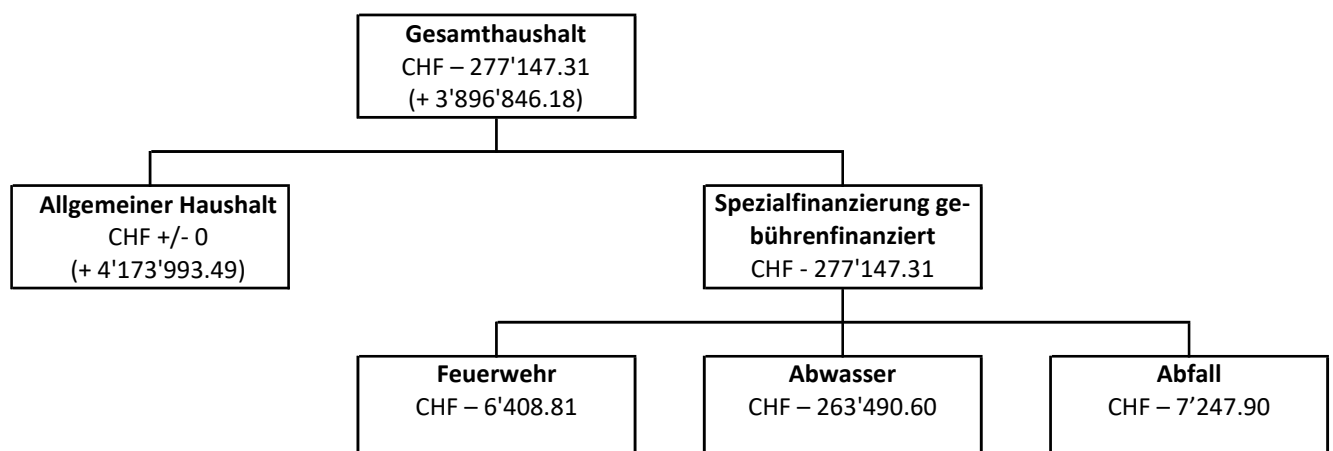 Gesamthaushalt
CHF – 277'147.31
(+ 3'896'846.18)
Allgemeiner Haushalt
CHF +/- 0
(+ 4'173'993.49)
Spezialfinanzierung ge-
bührenfinanziert
CHF - 277'147.31
Feuerwehr
CHF – 6'408.81
Abwasser
CHF – 263'490.60
Abfall
CHF – 7’247.90